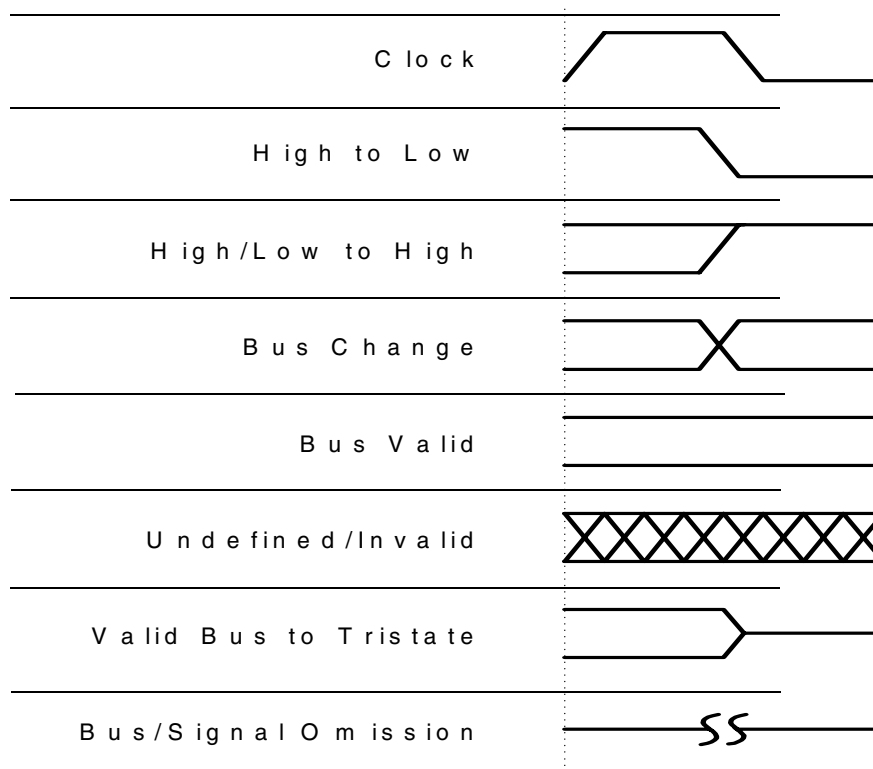 Clock
High to Low
High/Low to High
Bus Change
Bus Valid
Undefined/Invalid
Valid Bus to Tristate
Bus/Signal Omission